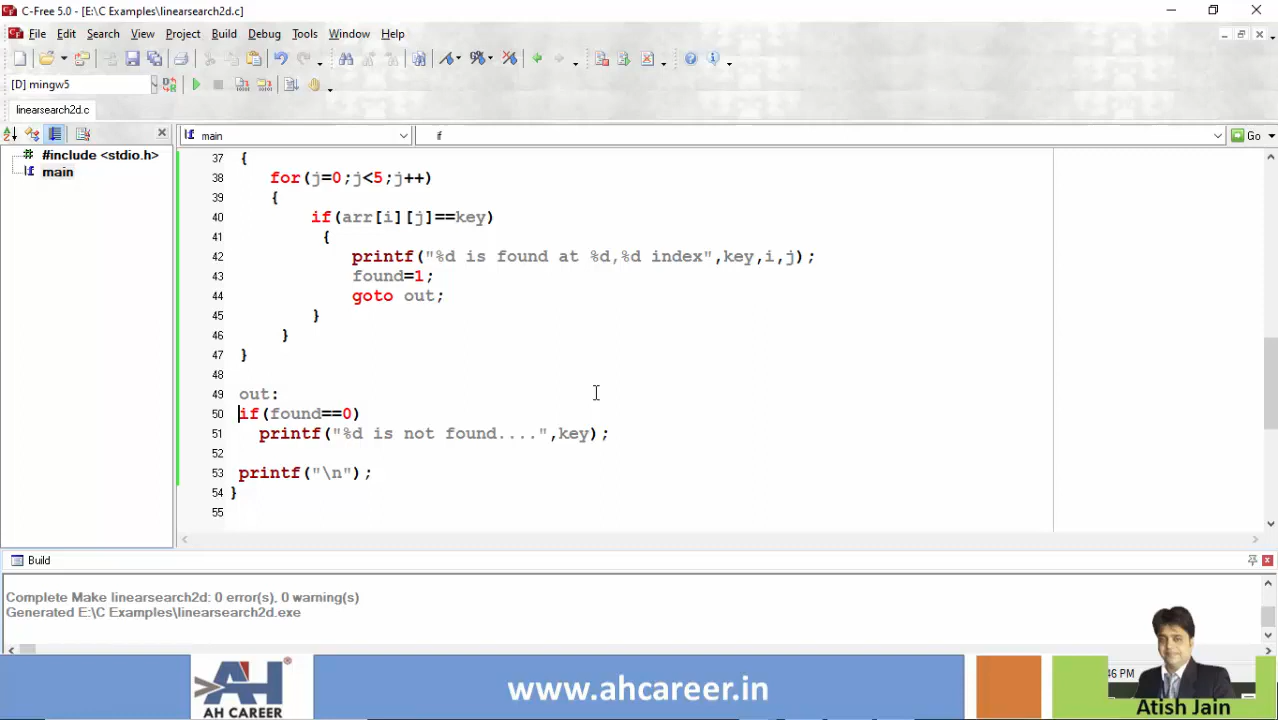 C-Free 5.0 - [E:\C Examples\linearsearch2d.c]
File Edit Search View Project Build Debug Tools Window Help
[D] mingw5
linearsearch2d.c
main if Go
#include <stdio.h>
main
37 {
38 for(j=0;j<5;j++)
39 {
40 if(arr[i][j]==key)
41 {
42 printf("%d is found at %d,%d index",key,i,j);
43 found=1;
44 goto out;
45 }
46 }
47 }
48
49 out:
50 if(found==0)
51 printf("%d is not found....",key);
52
53 printf("\n");
54 }
55
Build
Complete Make linearsearch2d: 0 error(s), 0 warning(s)
Generated E:\C Examples\linearsearch2d.exe
AH
AH CAREER
www.ahcareer.in
46 PM
Atish Jain